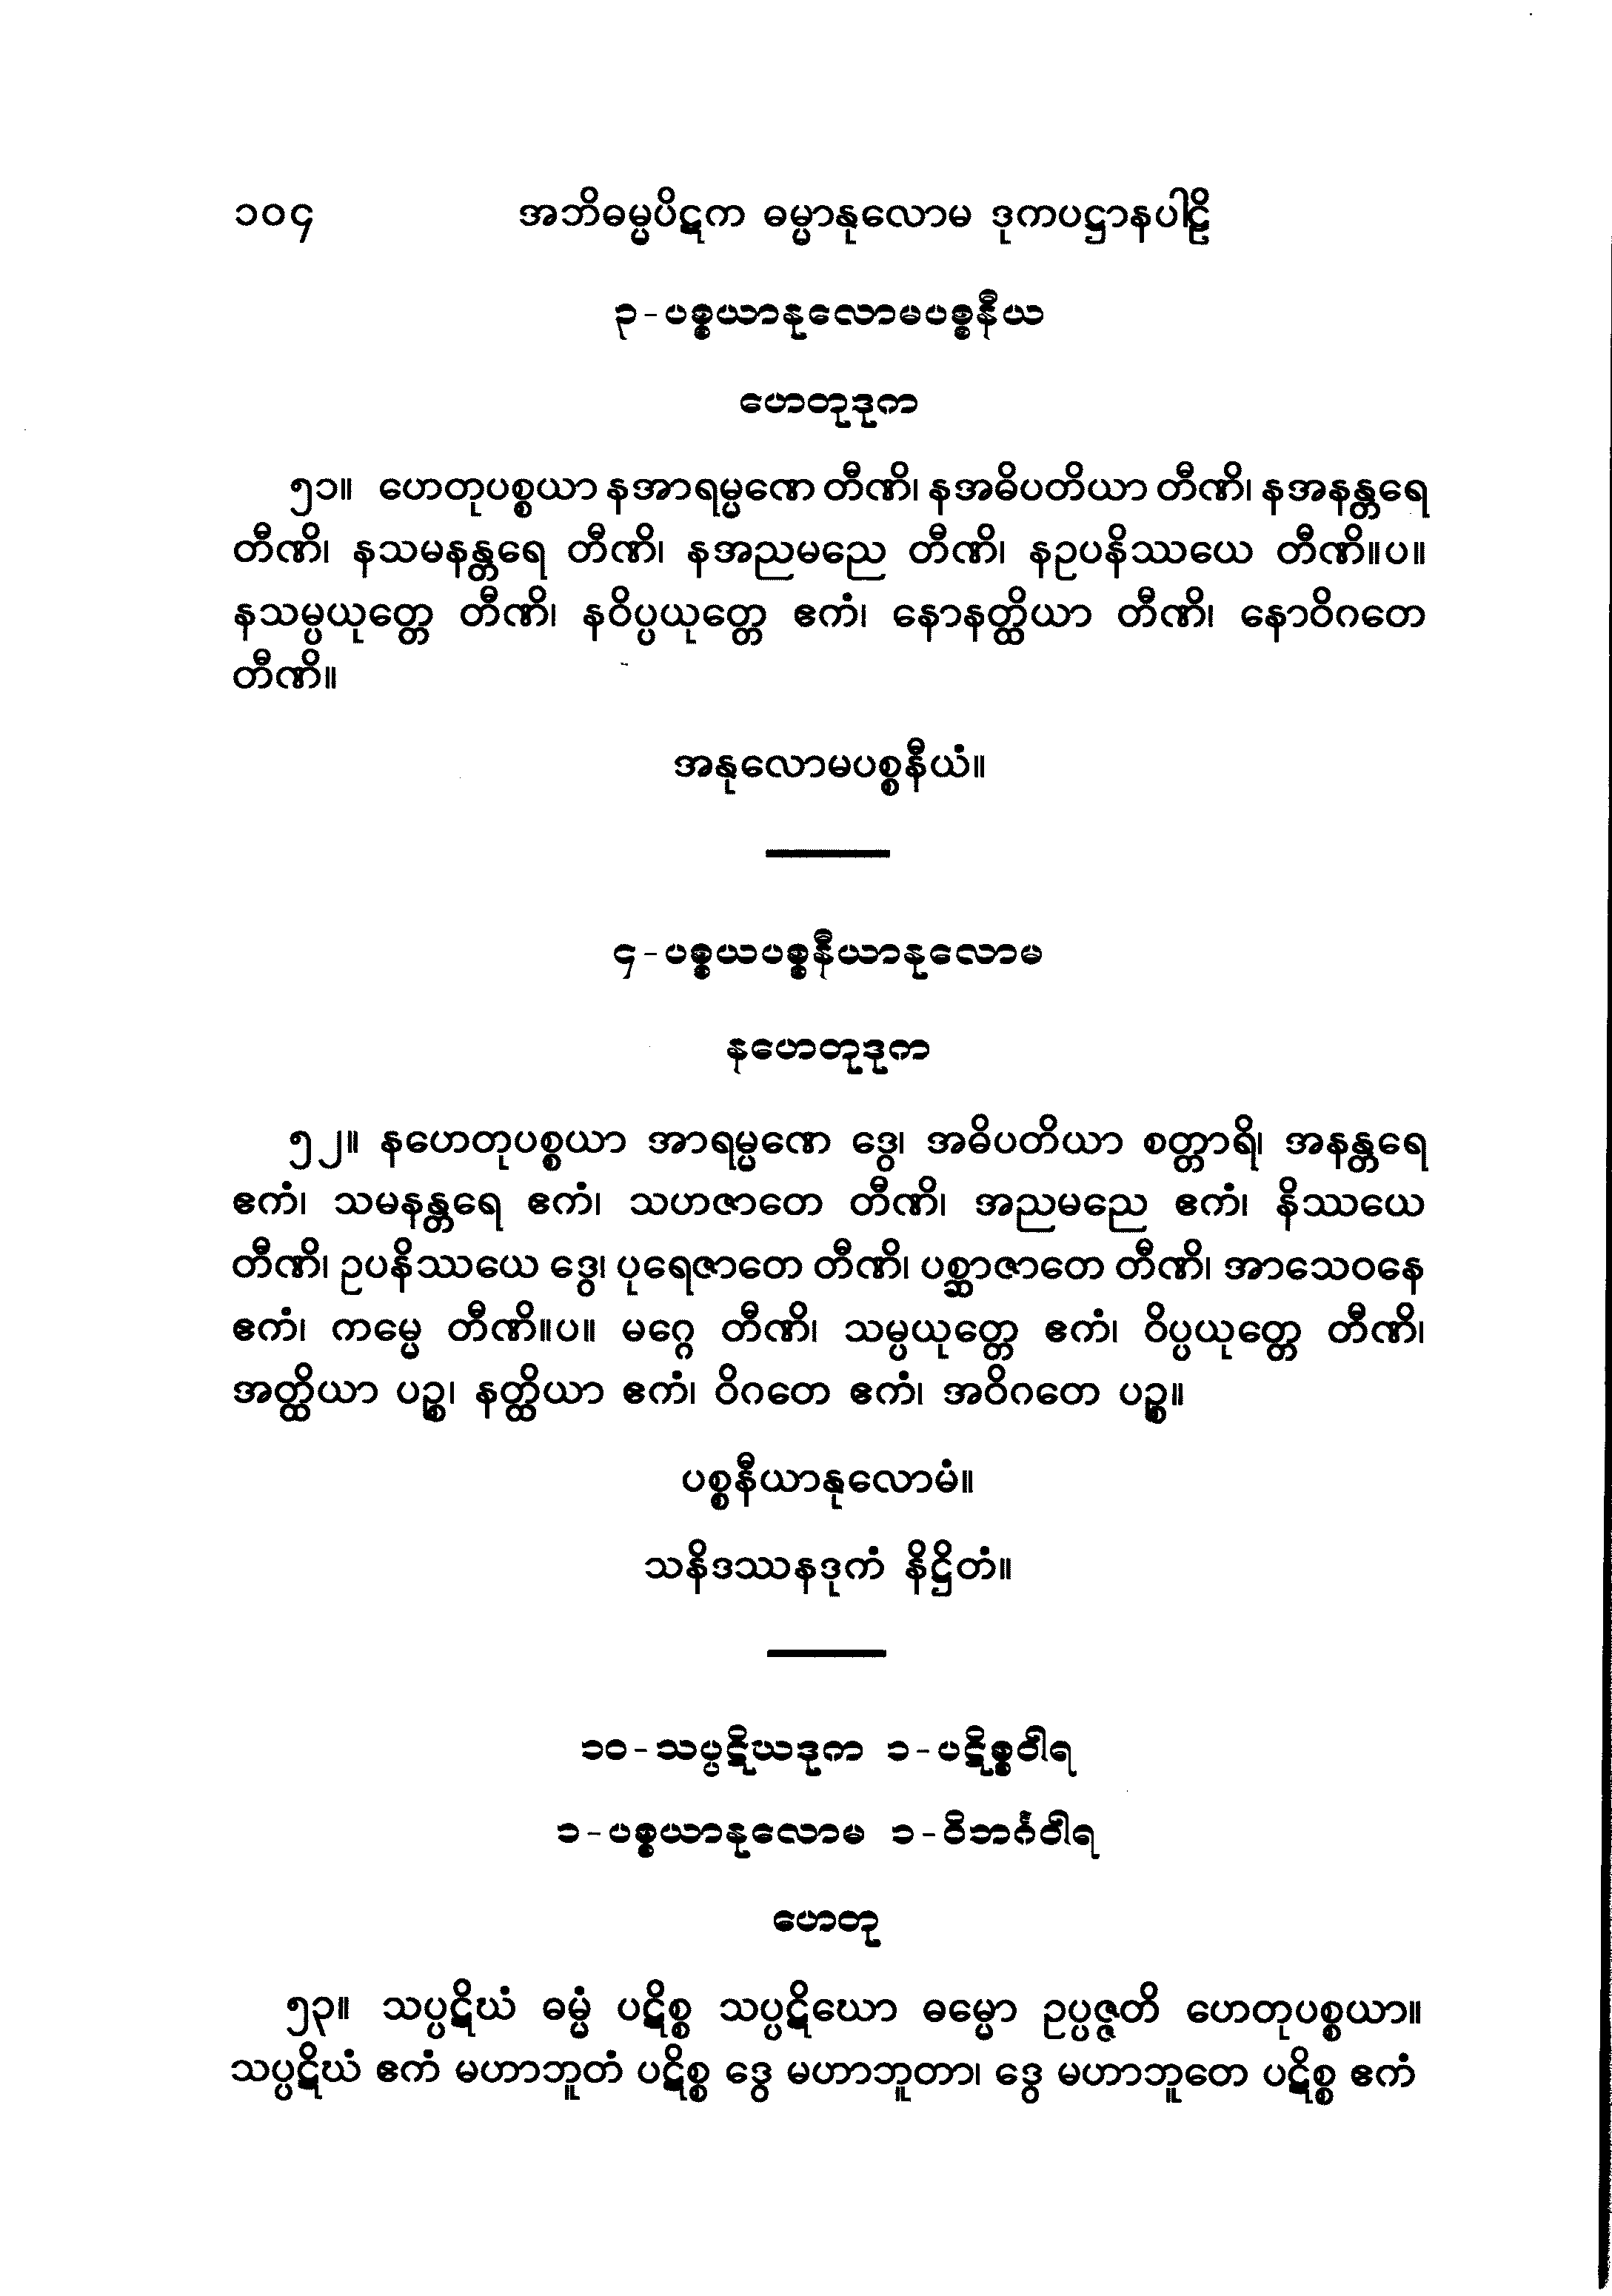 ၁၀၄ အဘိဓမ္မပိဋက ဓမ္မာနုလောမ ဒုကပဋ္ဌာနပါဠိ
၃-ပစ္စယာနုလောမပစ္စနီယ
ဟေတုဒုက
၅၁။ ဟေတုပစ္စယာ နအာရမ္မဏေ တီဏိ၊ နအဓိပတိယာ တီဏိ၊ နအနန္တရေ
တီဏိ၊ နသမနန္တရေ တီဏိ၊ နအညမညေ တီဏိ၊ နဥပနိဿယေ တီဏိ။ပ။
နသမ္ပယုတ္တေ တီဏိ၊ နဝိပ္ပယုတ္တေ ဧကံ၊ နောနတ္ထိယာ တီဏိ၊ နောဝိဂတေ
တီဏိ။
အနုလောမပစ္စနီယံ။
၄-ပစ္စယပစ္စနီယာနုလောမ
နဟေတုဒုက
၅၂။ နဟေတုပစ္စယာ အာရမ္မဏေ ဒွေ၊ အဓိပတိယာ စတ္တာရိ၊ အနန္တရေ
ဧကံ၊ သမနန္တရေ ဧကံ၊ သဟဇာတေ တီဏိ၊ အညမညေ ဧကံ၊ နိဿယေ
တီဏိ၊ ဥပနိဿယေ ဒွေ၊ ပုရေဇာတေ တီဏိ၊ ပစ္ဆာဇာတေ တီဏိ၊ အာသေဝနေ
ဧကံ၊ ကမ္မေ တီဏိ။ပ။ မဂ္ဂေ တီဏိ၊ သမ္ပယုတ္တေ ဧကံ၊ ဝိပ္ပယုတ္တေ တီဏိ၊
အတ္ထိယာ ပဉ္စ၊ နတ္ထိယာ ဧကံ၊ ဝိဂတေ ဧကံ၊ အဝိဂတေ ပဉ္စ။
ပစ္စနီယာနုလောမံ။
သနိဒဿနဒုကံ နိဋ္ဌိတံ။
၁၀-သပ္ပဋိဃဒုက ၁-ပဋိစ္စဝါရ
၁-ပစ္စယာနုလောမ ၁-ဝိဘင်္ဂဝါရ
ဟေတု
၅၃။ သပ္ပဋိဃံ ဓမ္မံ ပဋိစ္စ သပ္ပဋိဃော ဓမ္မော ဥပ္ပဇ္ဇတိ ဟေတုပစ္စယာ။
သပ္ပဋိဃံ ဧကံ မဟာဘူတံ ပဋိစ္စ ဒွေ မဟာဘူတာ၊ ဒွေ မဟာဘူတေ ပဋိစ္စ ဧကံ